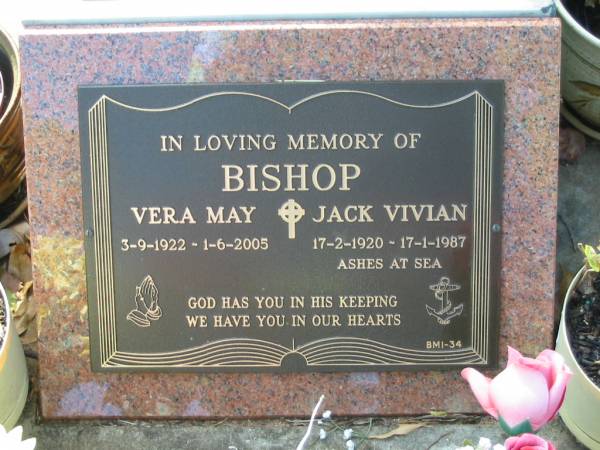 IN LOVING MEMORY OF
BISHOP
VERA MAY JACK VIVIAN
3-9-1922 - 1-6-2005 17-2-1920 - 17-1-1987
ASHES AT SEA
GOD HAS YOU IN HIS KEEPING
WE HAVE YOU IN OUR HEARTS
BM1-34